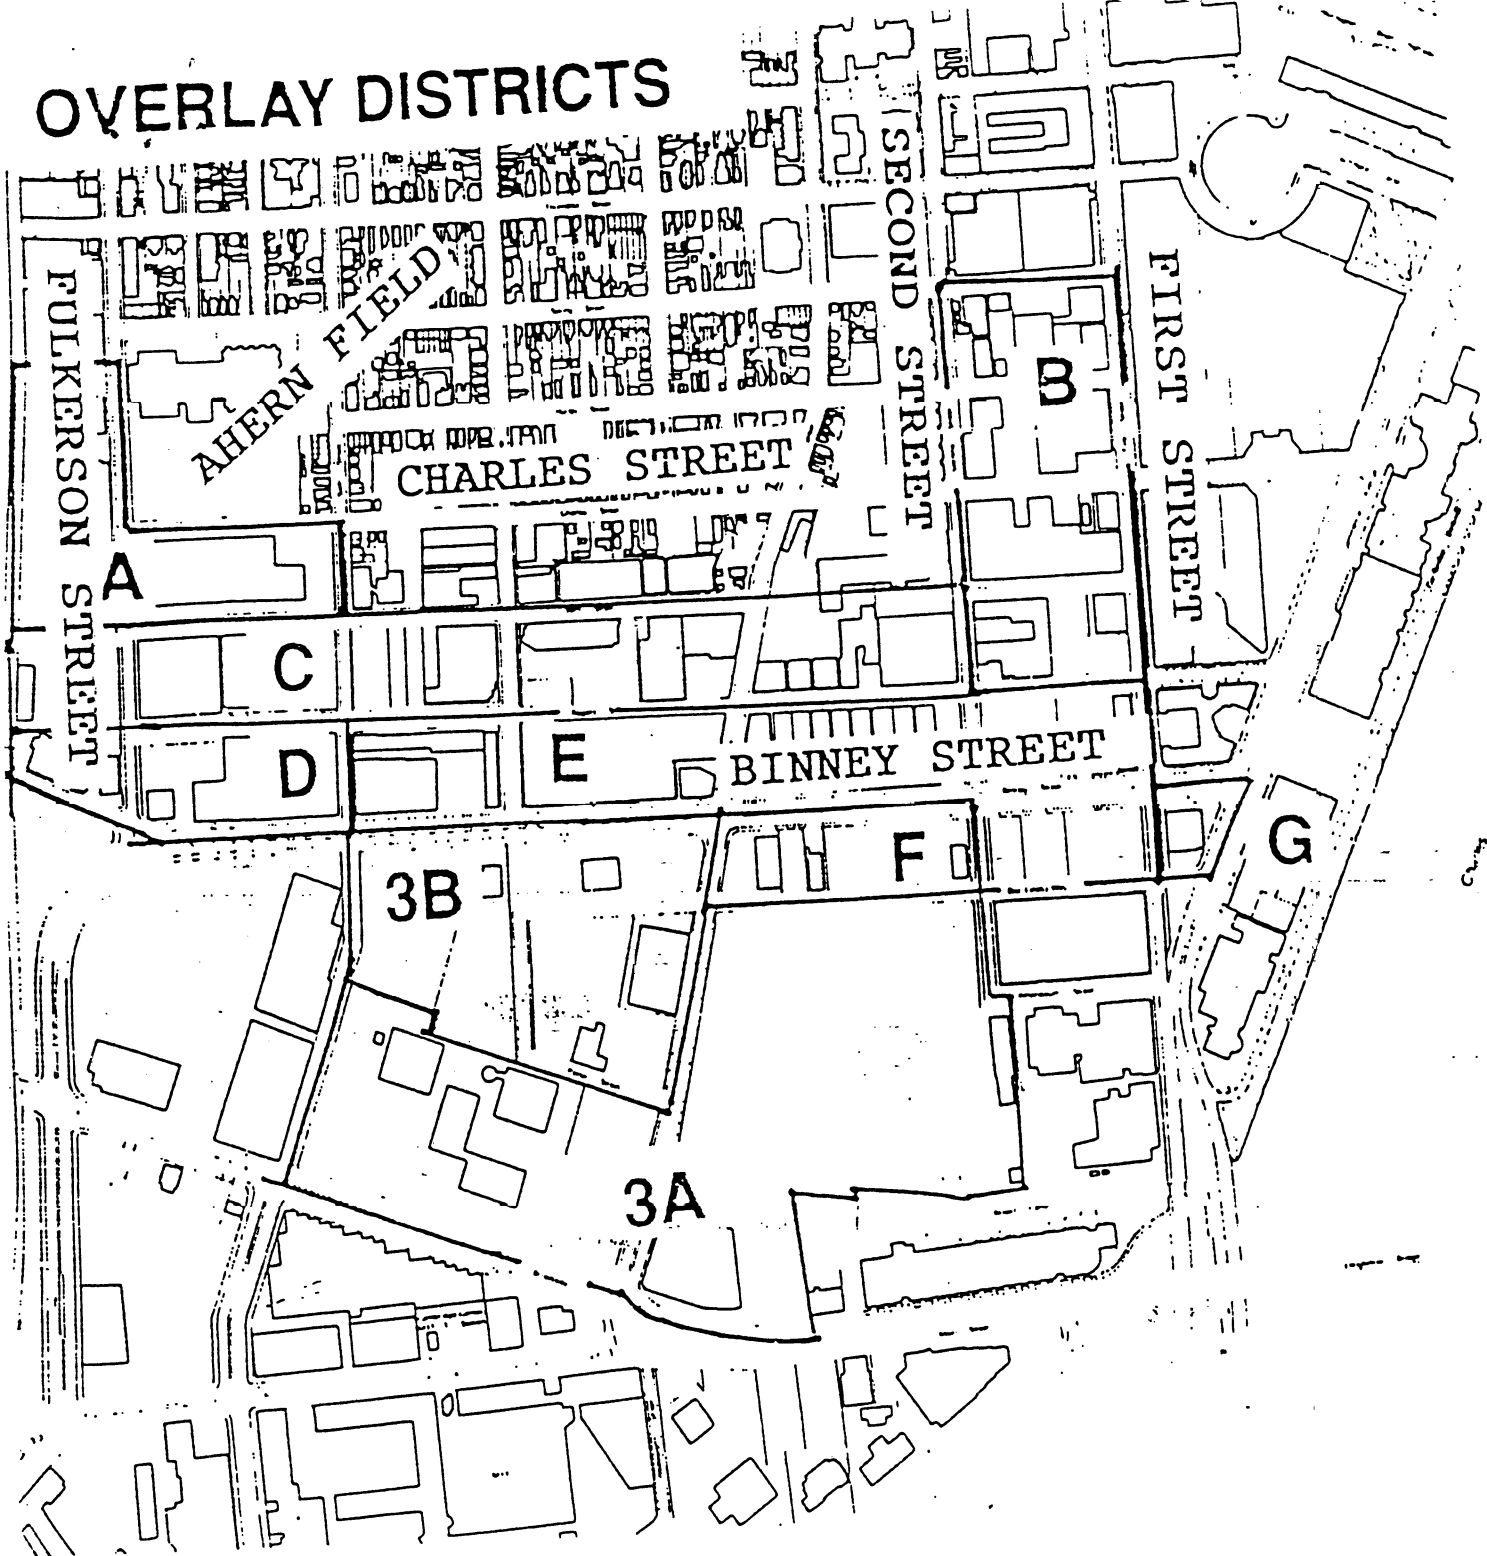 OVERLAY DISTRICTS
FULKERSON STREET
AHERN FIELD
CHARLES STREET
(SECOND STREET
FIRST STREET
B
A
C
D
E
BINNEY STREET
F
G
3B
3A